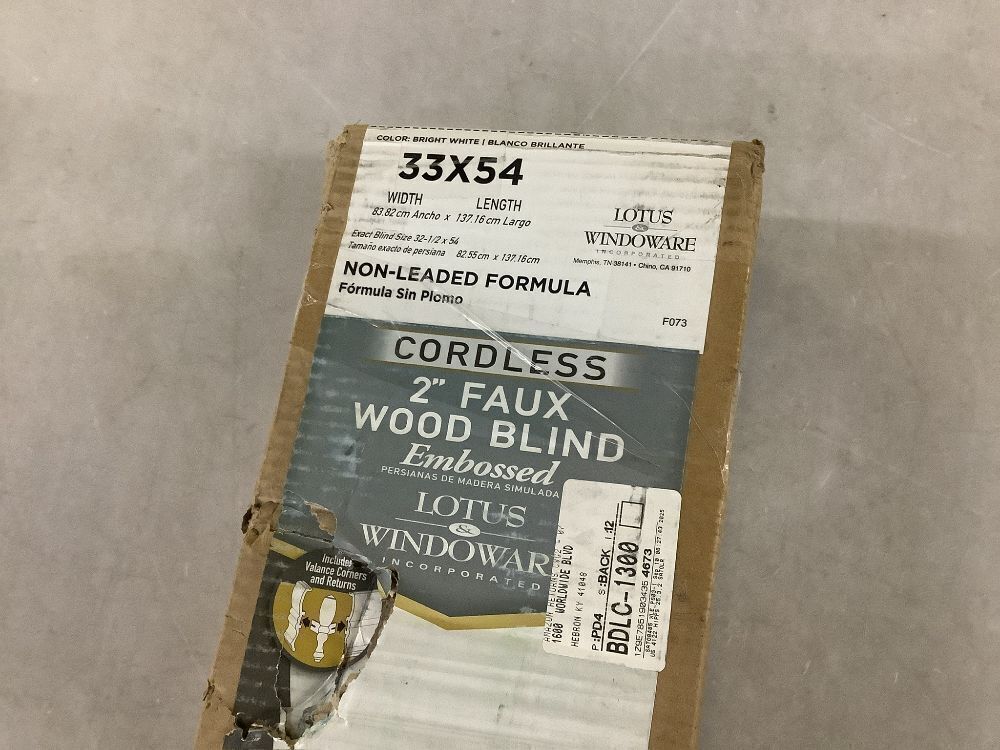 COLOR: BRIGHT WHITE | BLANCO BRILLANTE
33X54
WIDTH LENGTH
83.82 cm Ancho x 137.16 cm Largo
Exact Blind Size 32-1/2 x 54
Tamaño exacto de persiana 82.55 cm x 137.16cm
LOTUS
&
WINDOWARE
INCORPORATED
Memphis, TN 38141 • Chino, CA 91710
NON-LEADED FORMULA
Fórmula Sin Plomo
F073
CORDLESS
2" FAUX
WOOD BLIND
Embossed
PERSIANAS DE MADERA SIMULADA
LOTUS
&
WINDOWAR
INCORPORATED
Includes
Valance Corners
and Returns
AMAZON RETURNS
1600 WORLDWIDE BLVD
HEBRON KY 41048
P:PD4 S:BACK I:12
BDLC-1300
4673